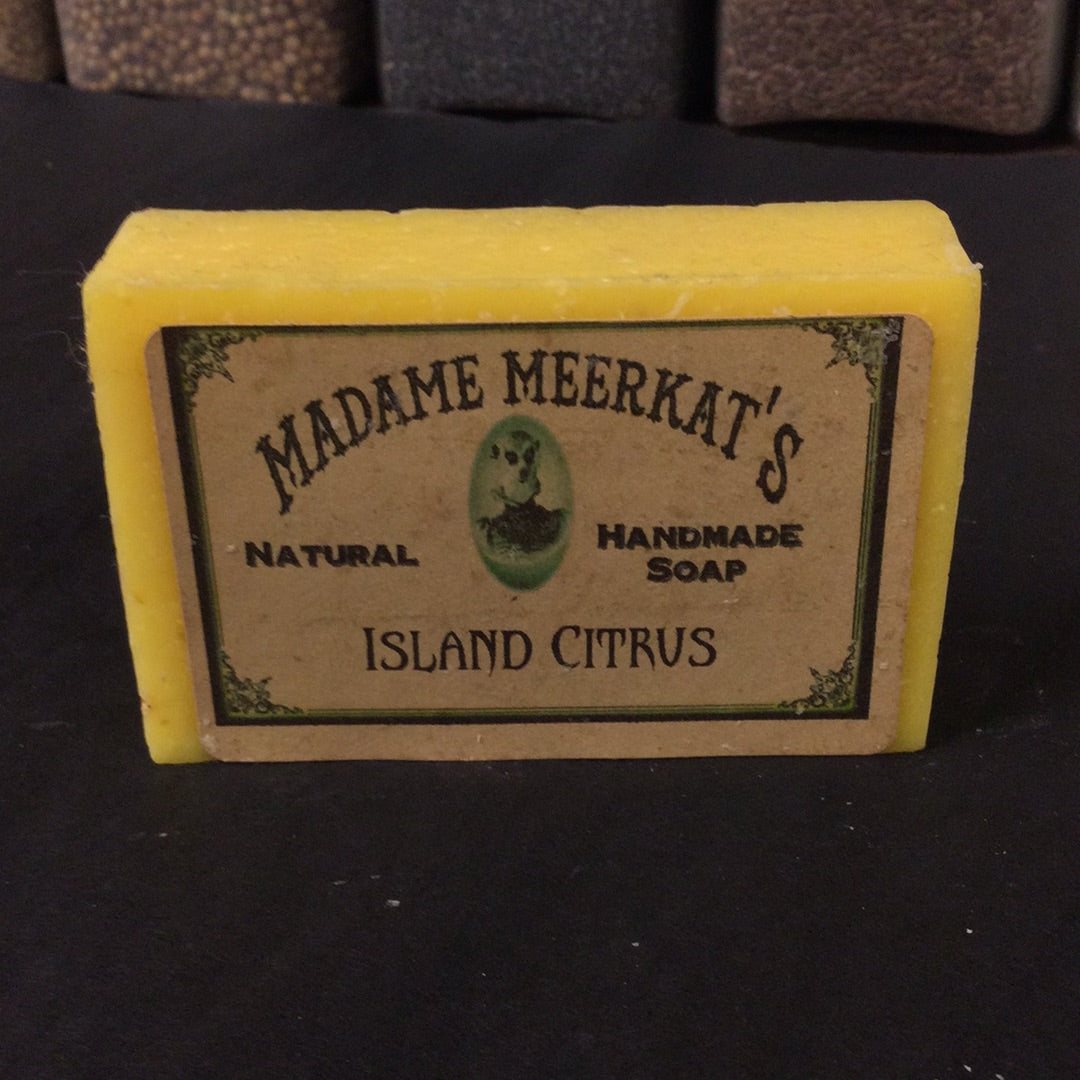 MADAME MEERKAT'S
NATURAL
HANDMADE
SOAP
ISLAND CITRUS